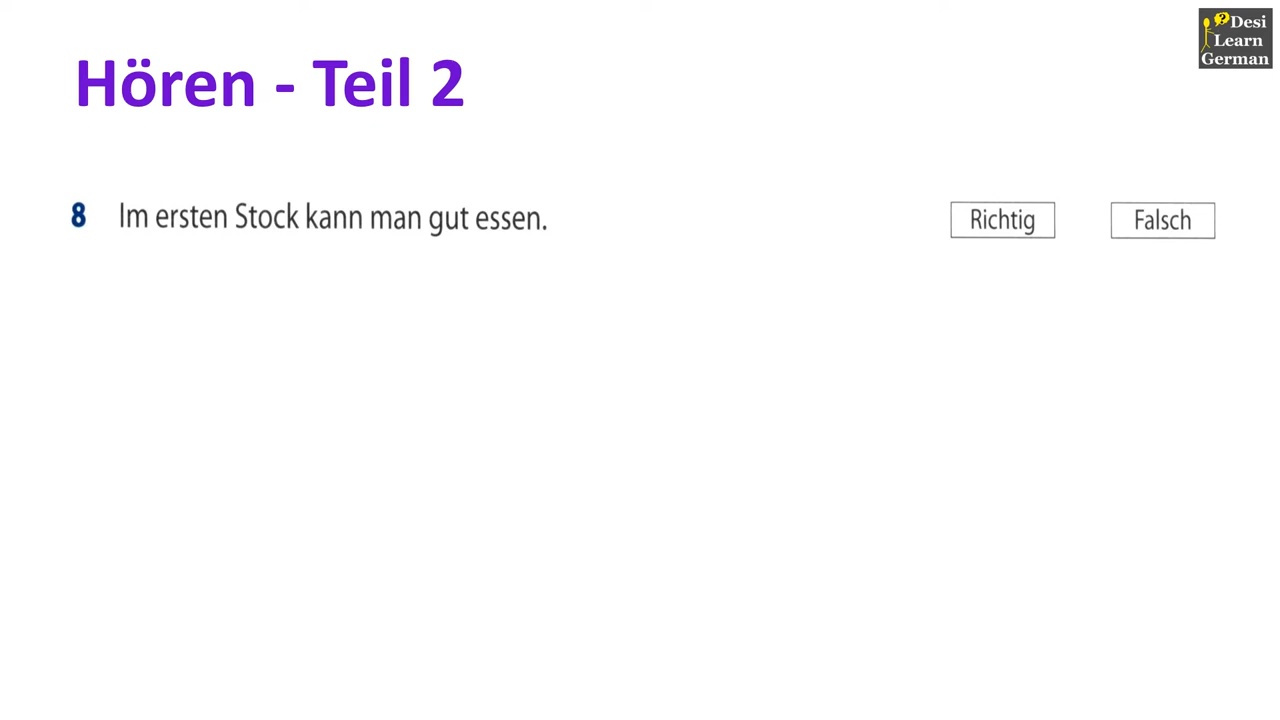 ? Desi
Learn
German
Hören - Teil 2
8 Im ersten Stock kann man gut essen. Richtig Falsch